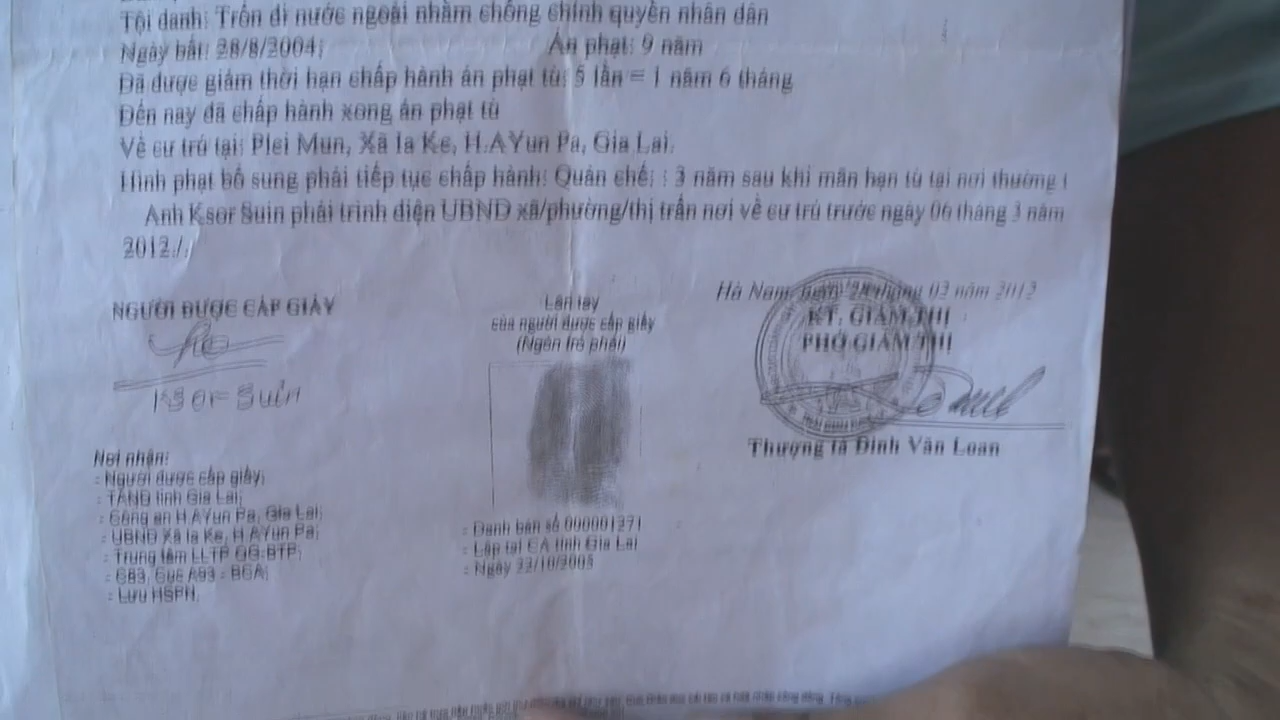 Tội danh: Trốn đi nước ngoài nhằm chống chính quyền nhân dân
Ngày bắt: 28/8/2004; Án phạt: 9 năm
Đã được giảm thời hạn chấp hành án phạt tù: 5 lần = 1 năm 6 tháng
Đến nay đã chấp hành xong án phạt tù
Về cư trú tại: Plei Mun, Xã Ia Ke, H.AYun Pa, Gia Lai.
Hình phạt bổ sung phải tiếp tục chấp hành: Quản chế: : 3 năm sau khi mãn hạn tù tại nơi thường t
Anh Ksor Suin phải trình diện UBND xã/phường/thị trấn nơi về cư trú trước ngày 06 tháng 3 năm
2012./.
Hà Nam, ngày tháng 02 năm 2012
NGƯỜI ĐƯỢC CẤP GIẤY
Lăn tay
của người được cấp giấy
(Ngón trỏ phải)
KT. GIÁM THỊ
PHÓ GIÁM THỊ
Ksor Suin
Thượng tá Đinh Văn Loan
Nơi nhận:
- Người được cấp giấy;
- TAND tỉnh Gia Lai;
- Công an H.AYun Pa, Gia Lai;
- UBND Xã Ia Ke, H.AYun Pa;
- Trung tâm LLTP QG-BTP;
- C83, Cục A93 - BCA;
- Lưu HSPN.
- Danh bản số 000001271
- Lập tại CA tỉnh Gia Lai
- Ngày 22/10/2005